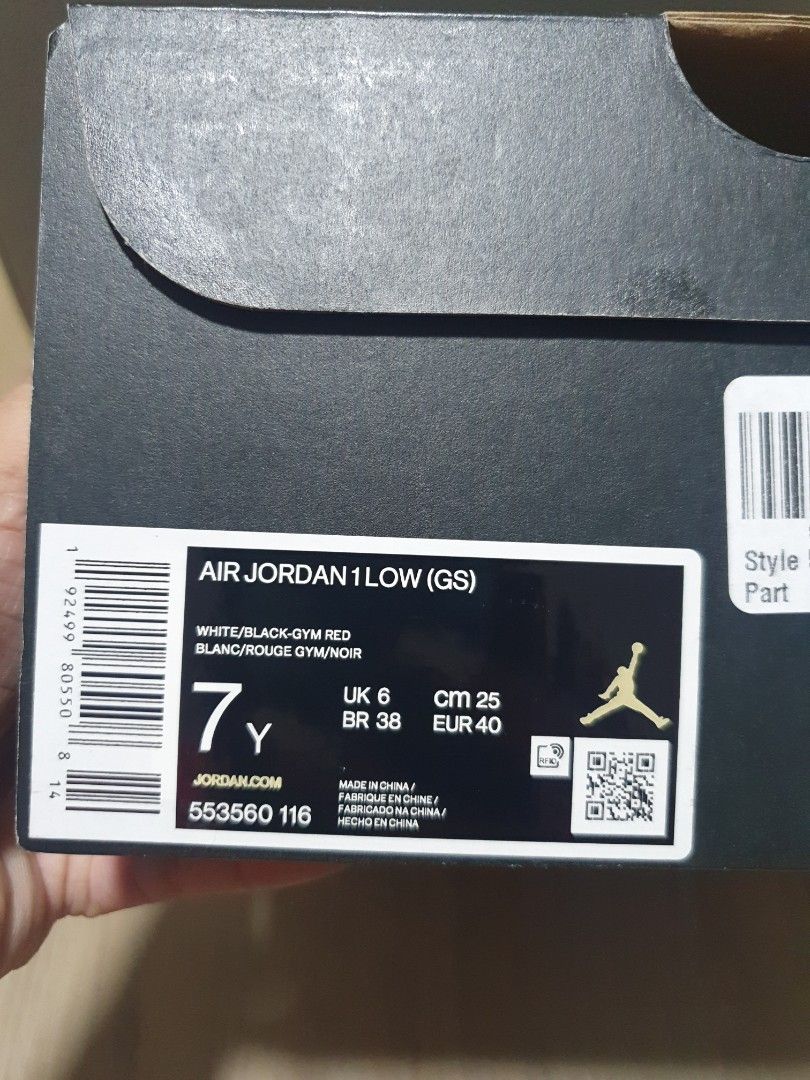 Style
Part
AIR JORDAN 1 LOW (GS)
WHITE/BLACK-GYM RED
BLANC/ROUGE GYM/NOIR
7Y
UK 6 cm 25
BR 38 EUR 40
RFID
JORDAN.COM
553560 116
MADE IN CHINA /
FABRIQUE EN CHINE /
FABRICADO NA CHINA /
HECHO EN CHINA
1 92499 80550 8 14